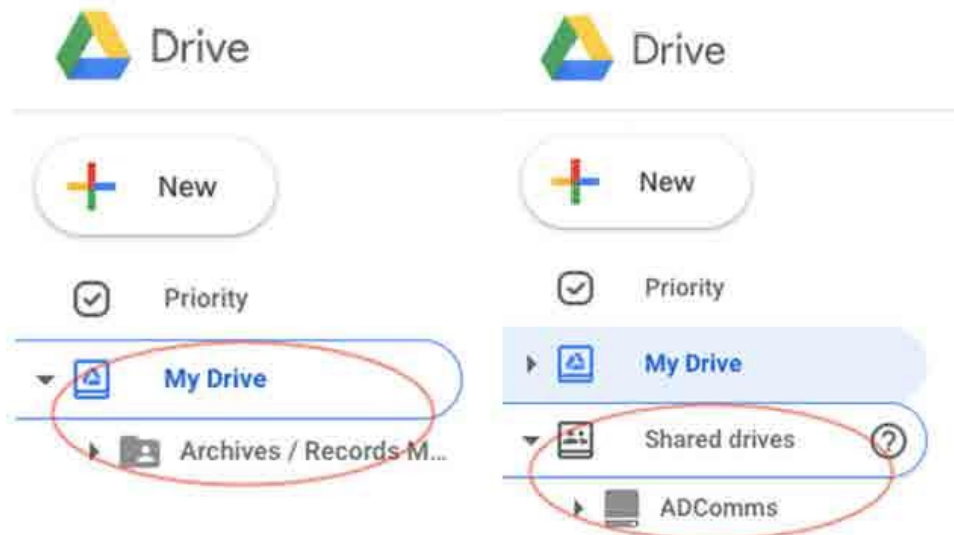 Drive
New
Priority
My Drive
Archives / Records M...
Drive
New
Priority
My Drive
Shared drives
ADComms